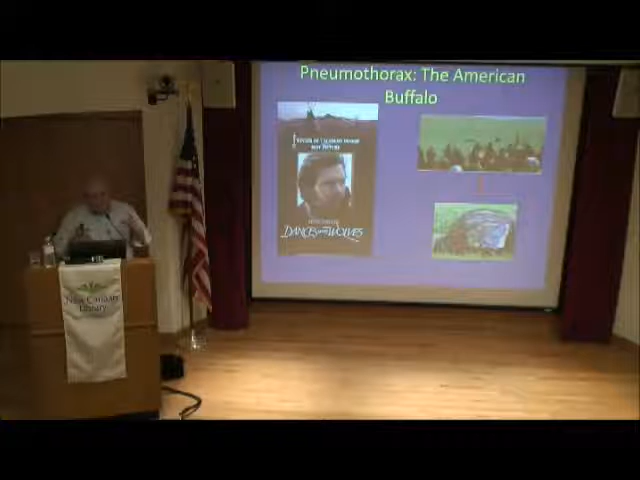 Pneumothorax: The American
Buffalo
DANCES WITH WOLVES
New Canaan
Library